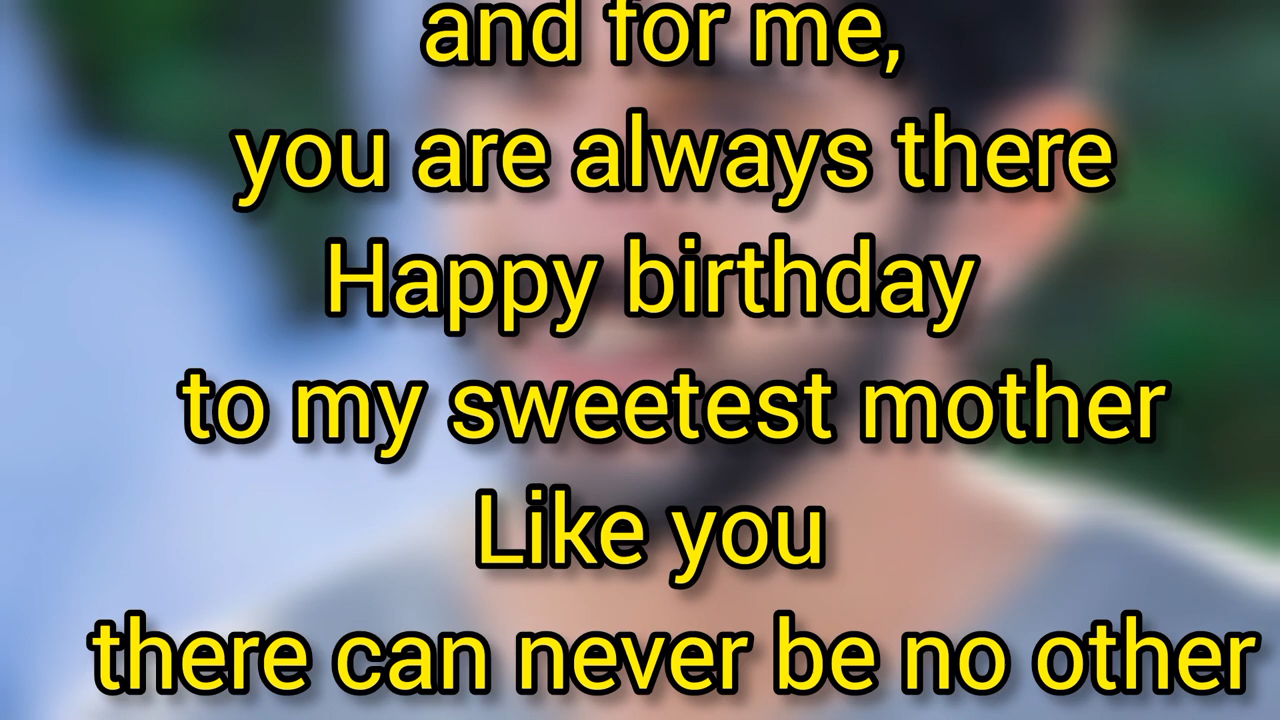 and for me,
you are always there
Happy birthday
to my sweetest mother
Like you
there can never be no other